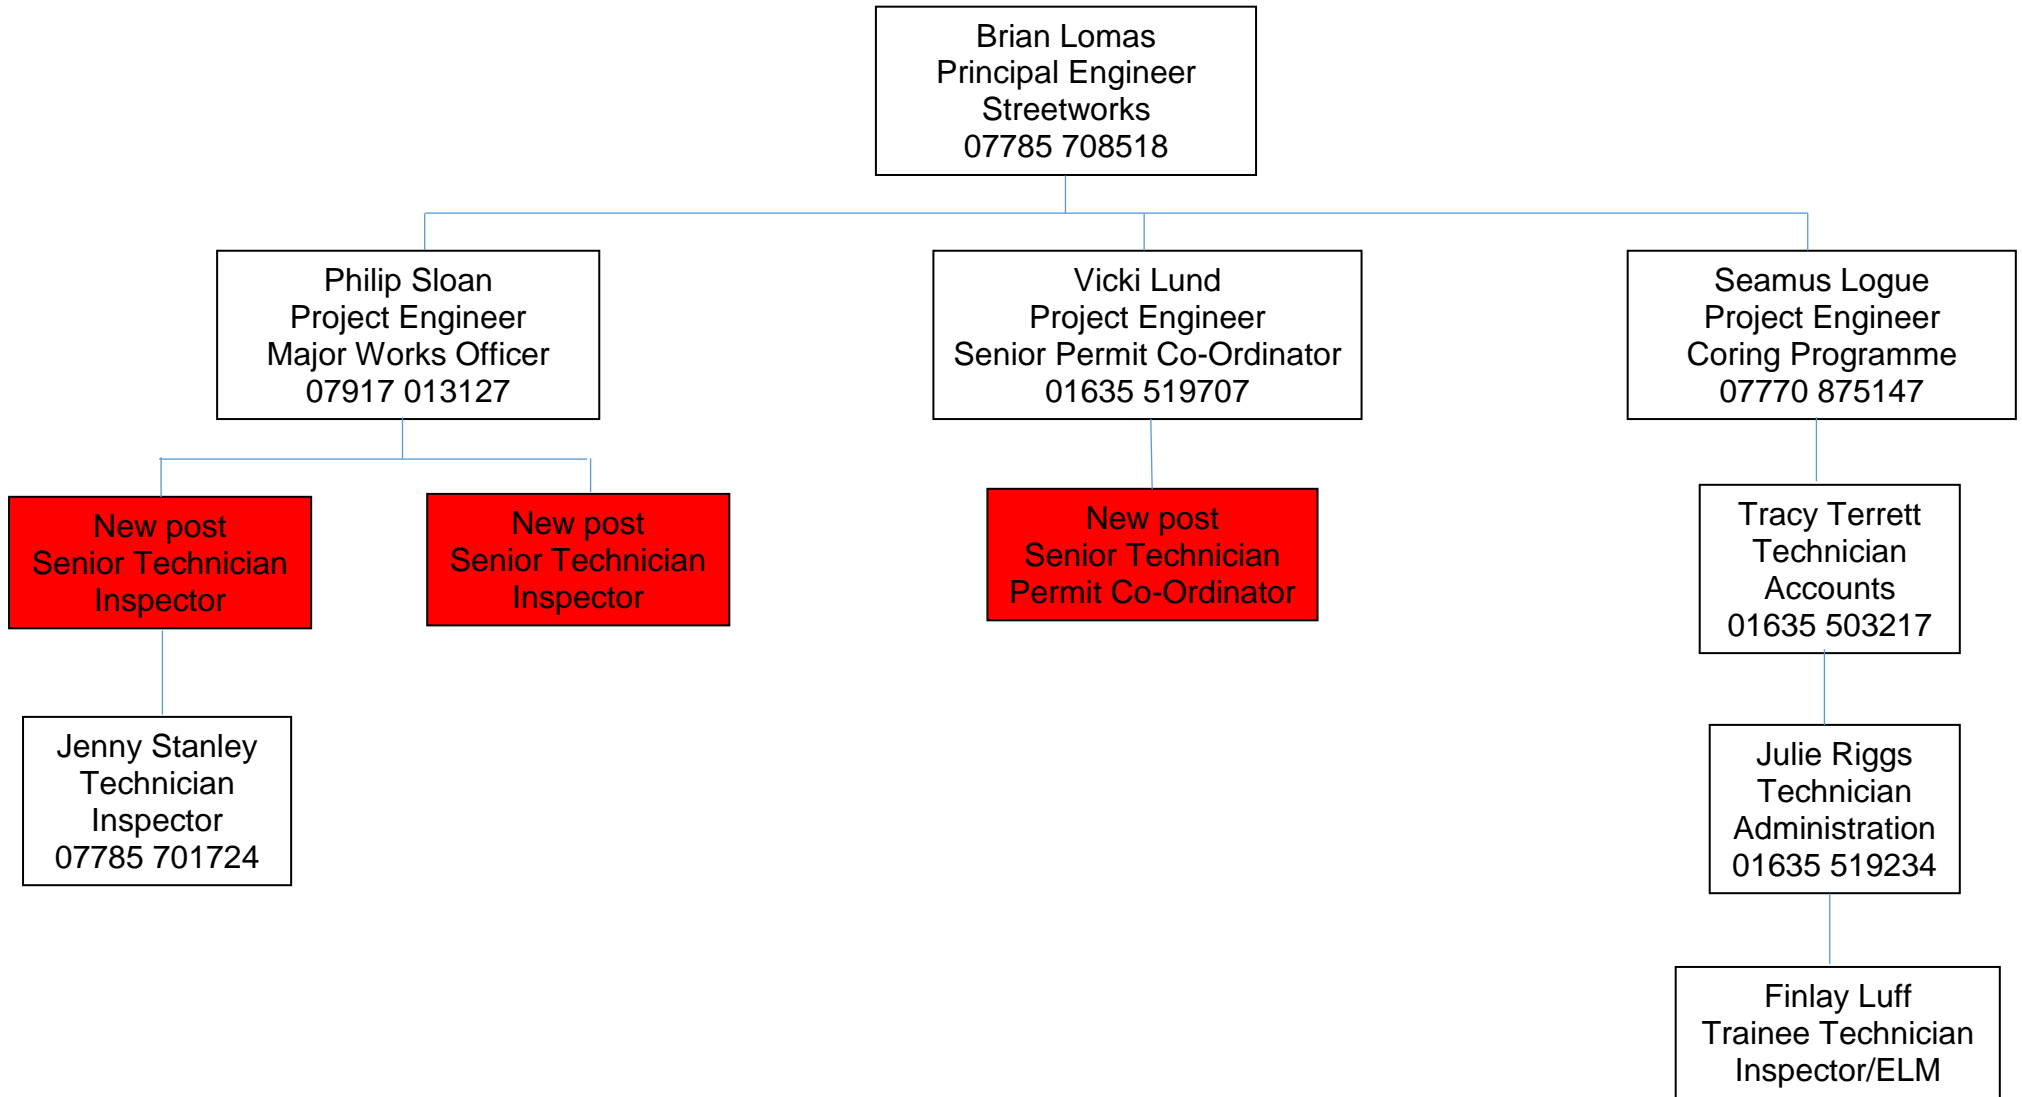 Brian Lomas
Principal Engineer
Streetworks
07785 708518
Philip Sloan
Project Engineer
Major Works Officer
07917 013127
Vicki Lund
Project Engineer
Senior Permit Co-Ordinator
01635 519707
Seamus Logue
Project Engineer
Coring Programme
07770 875147
New post
Senior Technician
Inspector
New post
Senior Technician
Inspector
New post
Senior Technician
Permit Co-Ordinator
Tracy Terrett
Technician
Accounts
01635 503217
Jenny Stanley
Technician
Inspector
07785 701724
Julie Riggs
Technician
Administration
01635 519234
Finlay Luff
Trainee Technician
Inspector/ELM